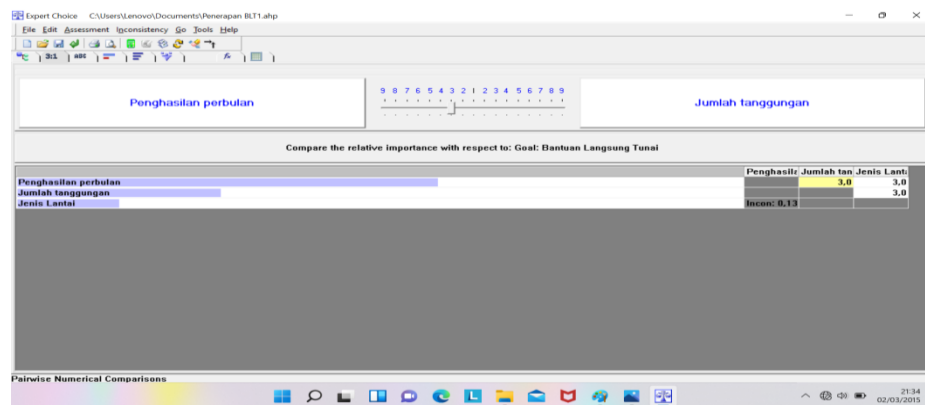 Expert Choice C:\Users\Lenovo\Documents\Penerapan BLT1.ahp
File Edit Assessment Inconsistency Go Tools Help
3:1 ABC
Penghasilan perbulan
9 8 7 6 5 4 3 2 1 2 3 4 5 6 7 8 9
Jumlah tanggungan
Compare the relative importance with respect to: Goal: Bantuan Langsung Tunai
Penghasila Jumlah tan Jenis Lanta
Penghasilan perbulan 3,0 3,0
Jumlah tanggungan 3,0
Jenis Lantai Incon: 0,13
Pairwise Numerical Comparisons
21:34
02/03/2015